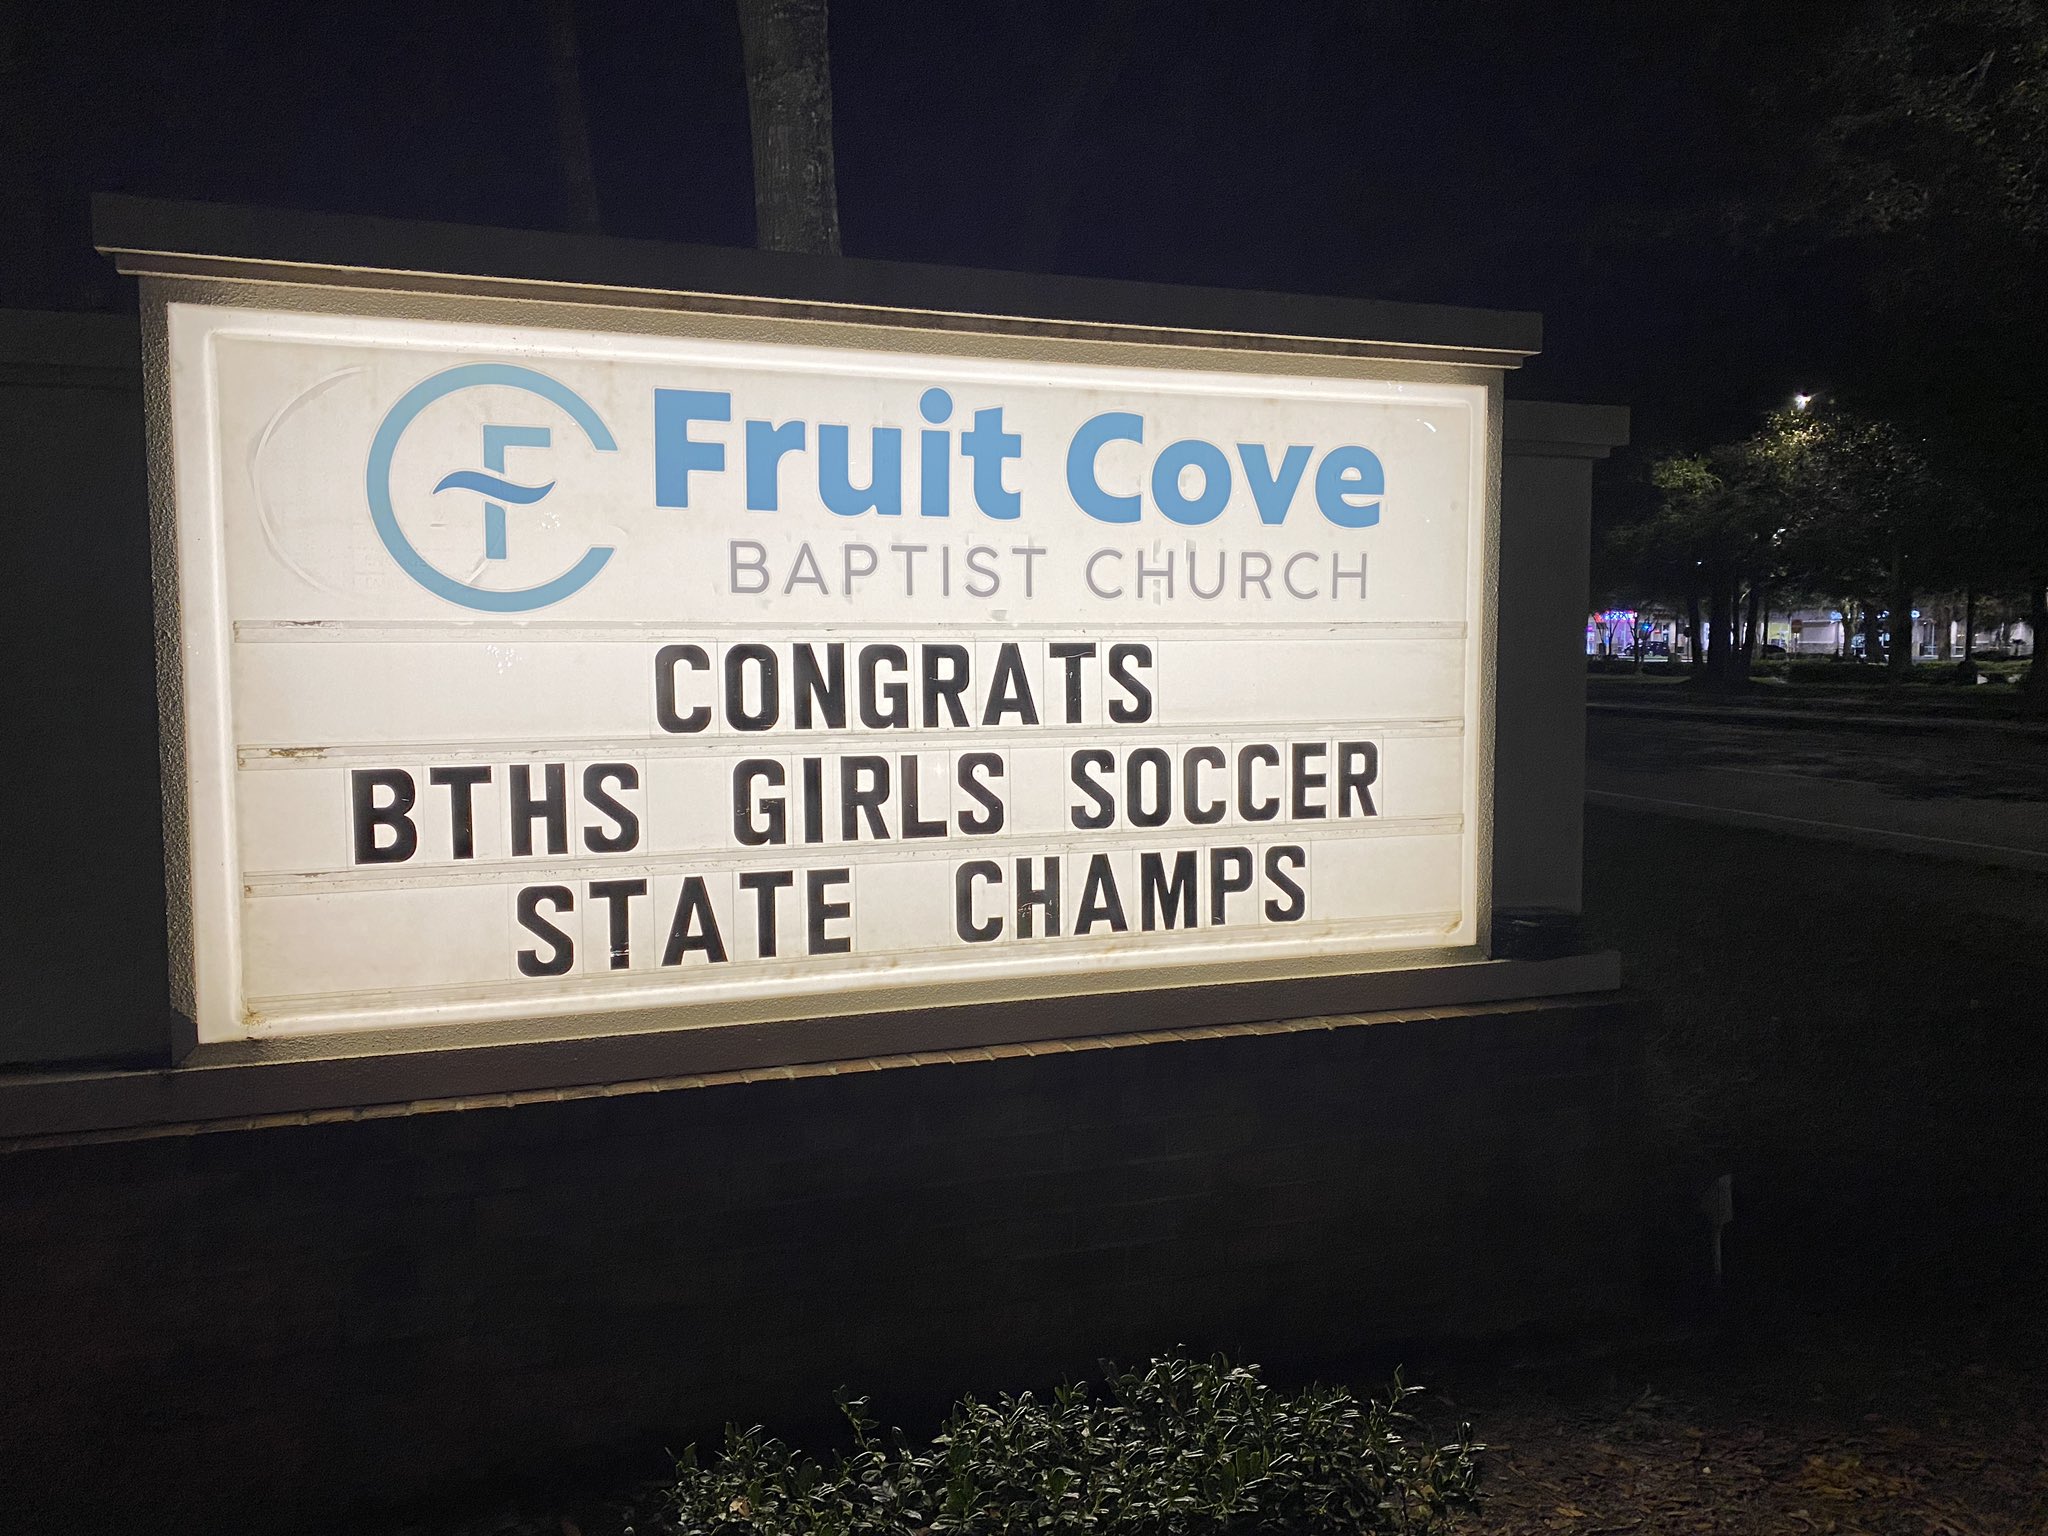 Fruit Cove
BAPTIST CHURCH
CONGRATS
BTHS GIRLS SOCCER
STATE CHAMPS